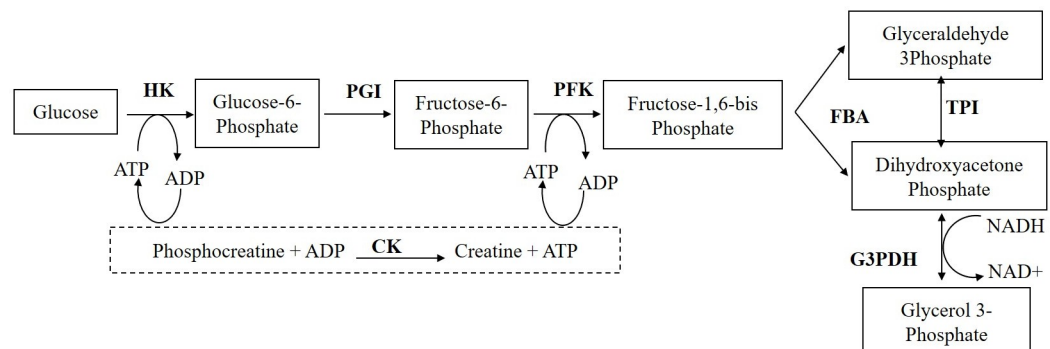 Glucose
HK
Glucose-6-
Phosphate
PGI
Fructose-6-
Phosphate
PFK
Fructose-1,6-bis
Phosphate
FBA
Glyceraldehyde
3Phosphate
TPI
Dihydroxyacetone
Phosphate
ATP
ADP
ATP
ADP
Phosphocreatine + ADP
CK
Creatine + ATP
G3PDH
NADH
NAD+
Glycerol 3-
Phosphate